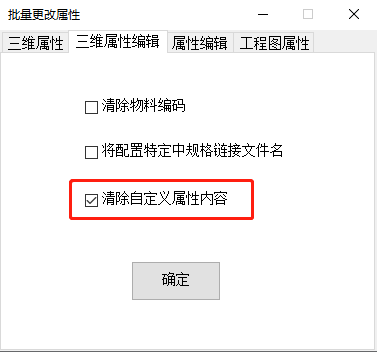 批量更改属性
三维属性 三维属性编辑 属性编辑 工程图属性
清除物料编码
将配置特定中规格链接文件名
清除自定义属性内容
确定